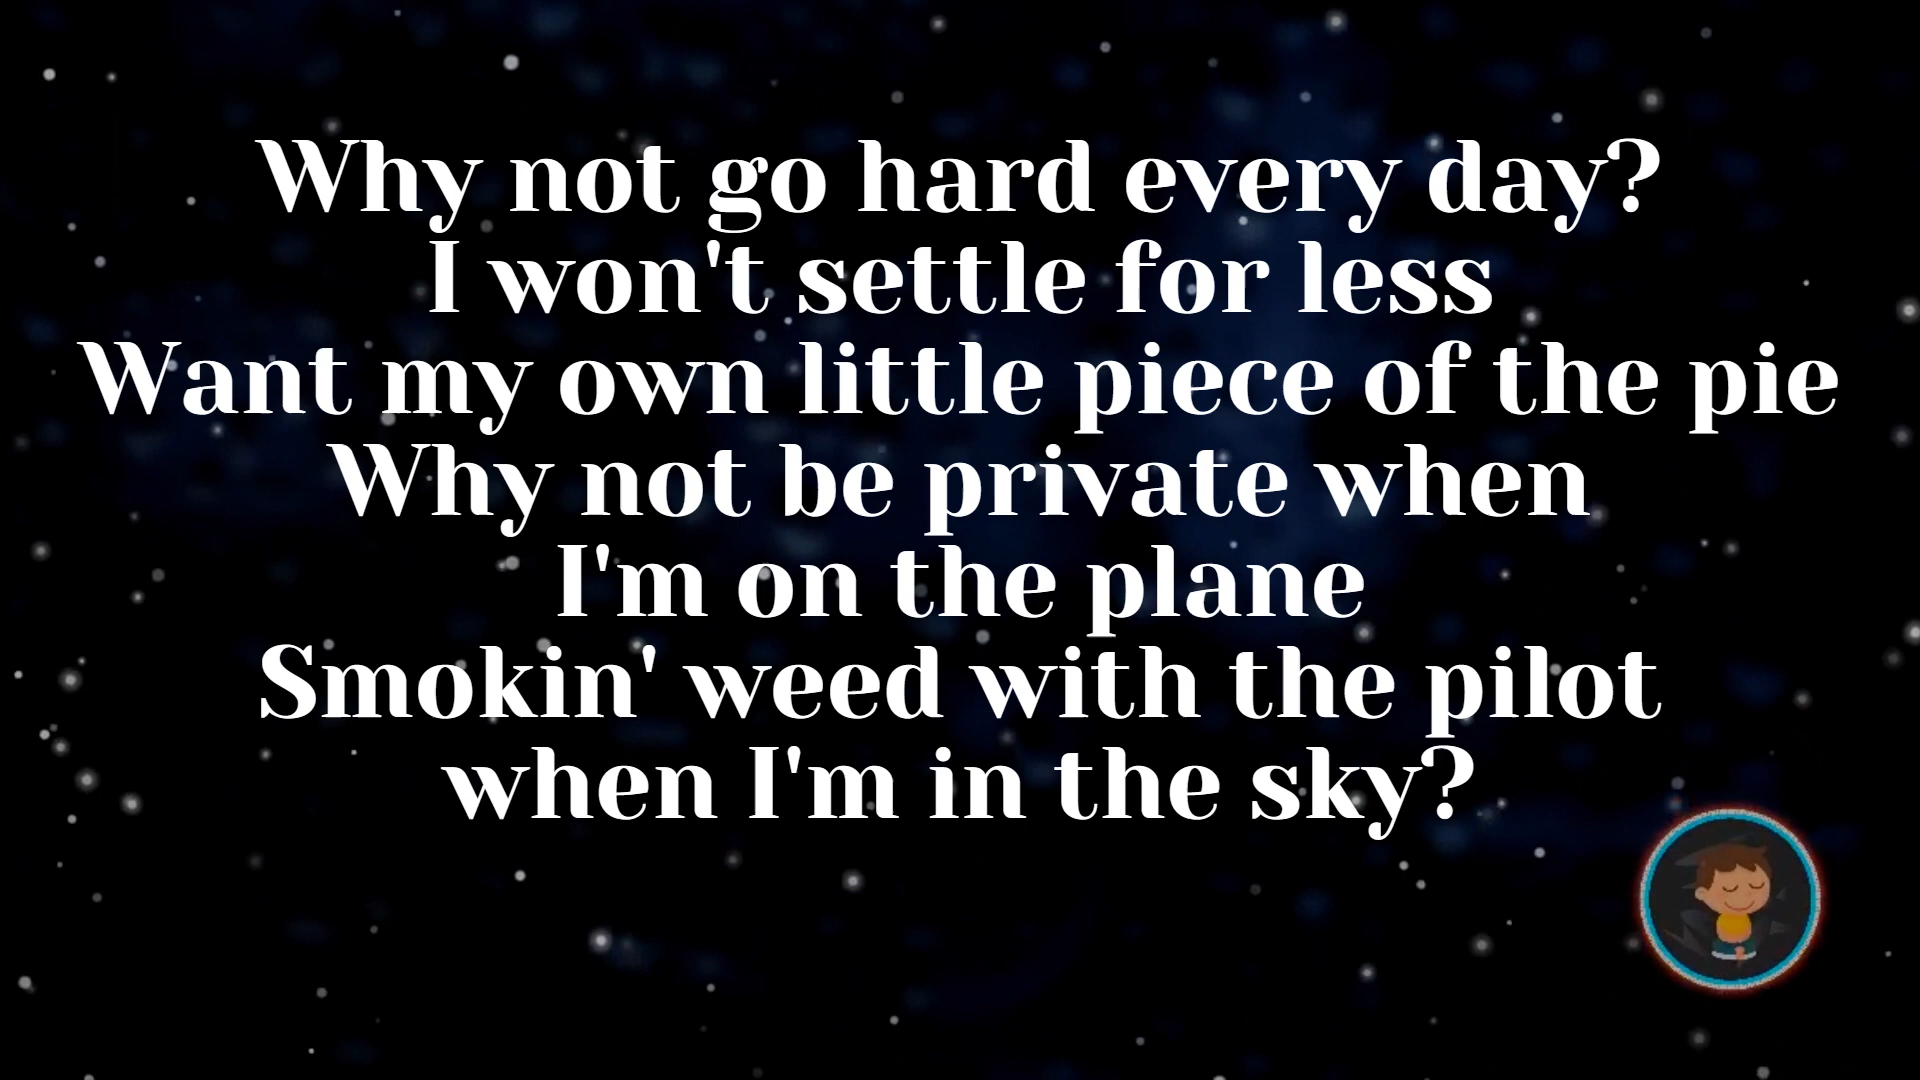 Why not go hard every day?
I won't settle for less
Want my own little piece of the pie
Why not be private when
I'm on the plane
Smokin' weed with the pilot
when I'm in the sky?